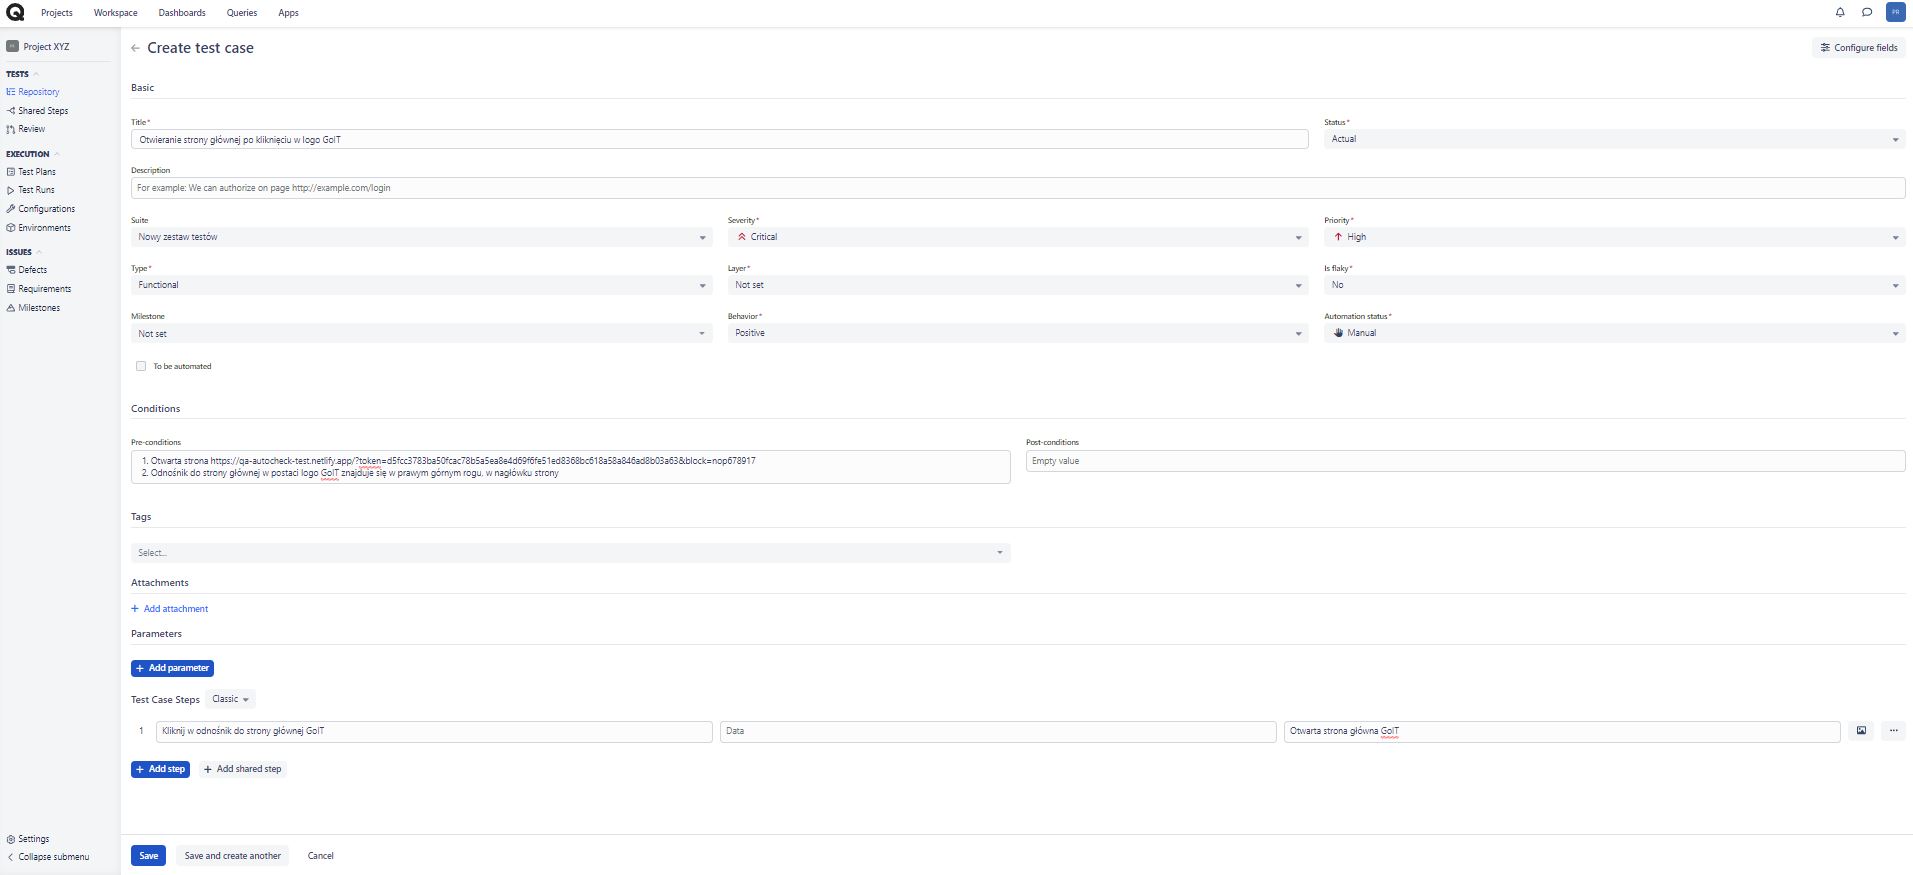 Projects Workspace Dashboards Queries Apps PR
Project XYZ
TESTS
Repository
Shared Steps
Review
EXECUTION
Test Plans
Test Runs
Configurations
Environments
ISSUES
Defects
Requirements
Milestones
Settings
Collapse submenu
Create test case
Configure fields
Basic
Title*
Otwieranie strony głównej po kliknięciu w logo GoIT
Status*
Actual
Description
For example: We can authorize on page http://example.com/login
Suite
Nowy zestaw testów
Severity*
Critical
Priority*
High
Type*
Functional
Layer*
Not set
Is flaky*
No
Milestone
Not set
Behavior*
Positive
Automation status*
Manual
To be automated
Conditions
Pre-conditions
1. Otwarta strona https://qa-autocheck-test.netlify.app/?token=d5fcc3783ba50fcac78b5a5ea8e4d69f6fe51ed8368bc618a58a846ad8b03a63&block=nop678917
2. Odnośnik do strony głównej w postaci logo GoIT znajduje się w prawym górnym rogu, w nagłówku strony
Post-conditions
Empty value
Tags
Select...
Attachments
+ Add attachment
Parameters
+ Add parameter
Test Case Steps Classic
1 Kliknij w odnośnik do strony głównej GoIT Data Otwarta strona główna GoIT
+ Add step + Add shared step
Save Save and create another Cancel